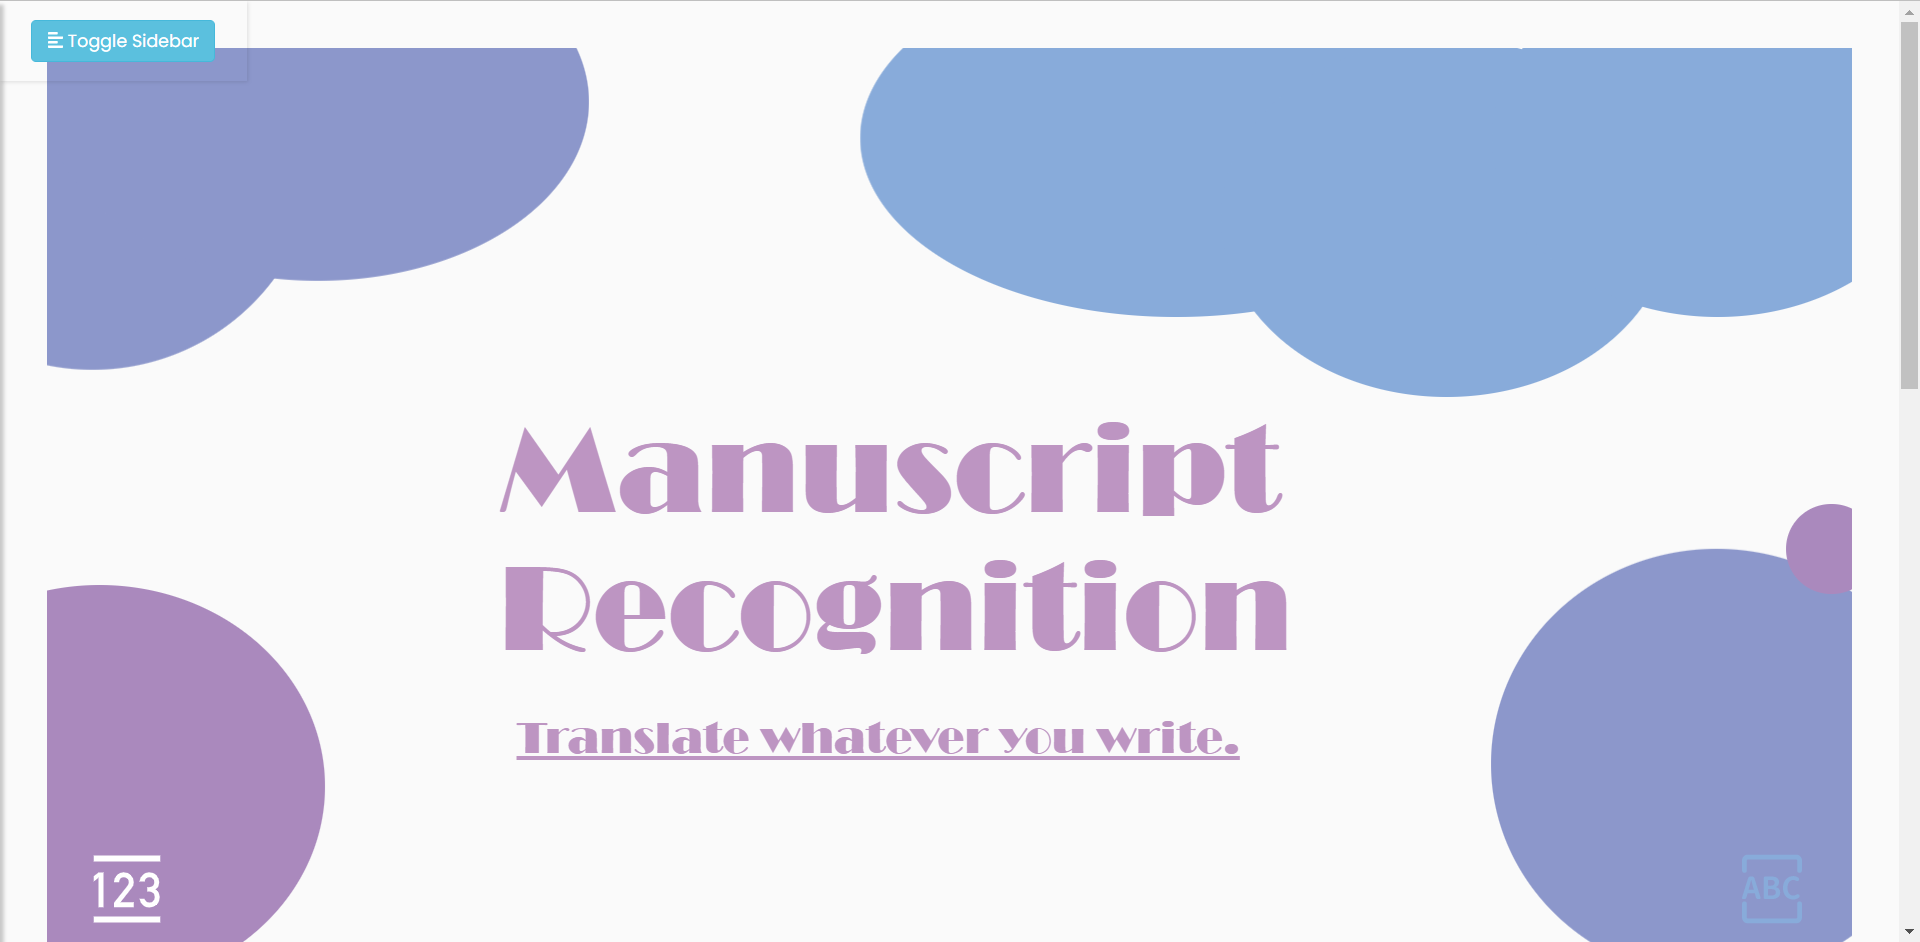 Toggle Sidebar
Manuscript
Recognition
Translate whatever you write.
123
ABC